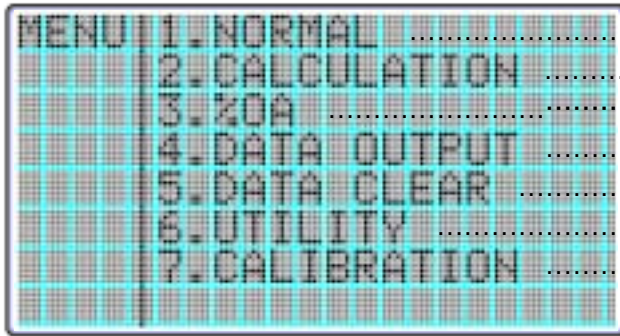 MENU 1.NORMAL
2.CALCULATION
3.%OA
4.DATA OUTPUT
5.DATA CLEAR
6.UTILITY
7.CALIBRATION